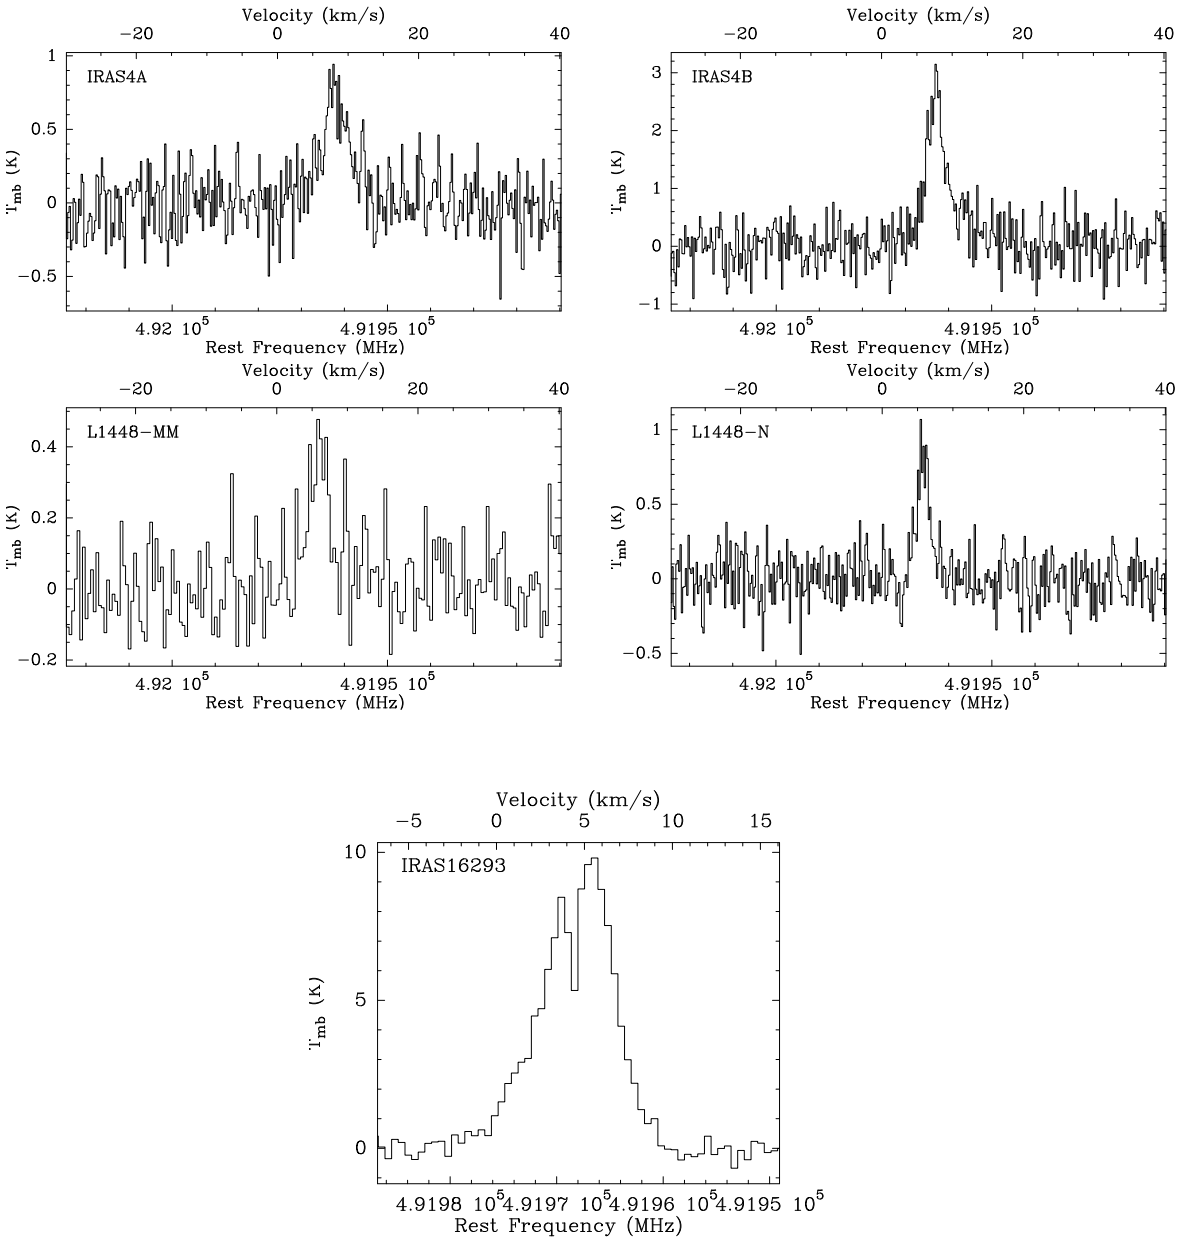 Velocity (km/s) Velocity (km/s)
−20 0 20 40 −20 0 20 40
1 IRAS4A 3 IRAS4B
0.5 2
Tmb (K) 0 Tmb (K) 1
0
−0.5 −1
4.92 10^5 4.9195 10^5 4.92 10^5 4.9195 10^5
Rest Frequency (MHz) Rest Frequency (MHz)
Velocity (km/s) Velocity (km/s)
−20 0 20 40 −20 0 20 40
L1448−MM 1 L1448−N
0.4
0.5
Tmb (K) 0.2 Tmb (K)
0 0
−0.2 −0.5
4.92 10^5 4.9195 10^5 4.92 10^5 4.9195 10^5
Rest Frequency (MHz) Rest Frequency (MHz)
Velocity (km/s)
−5 0 5 10 15
10 IRAS16293
Tmb (K) 5
0
4.9198 10^5 4.9197 10^5 4.9196 10^5 4.9195 10^5
Rest Frequency (MHz)